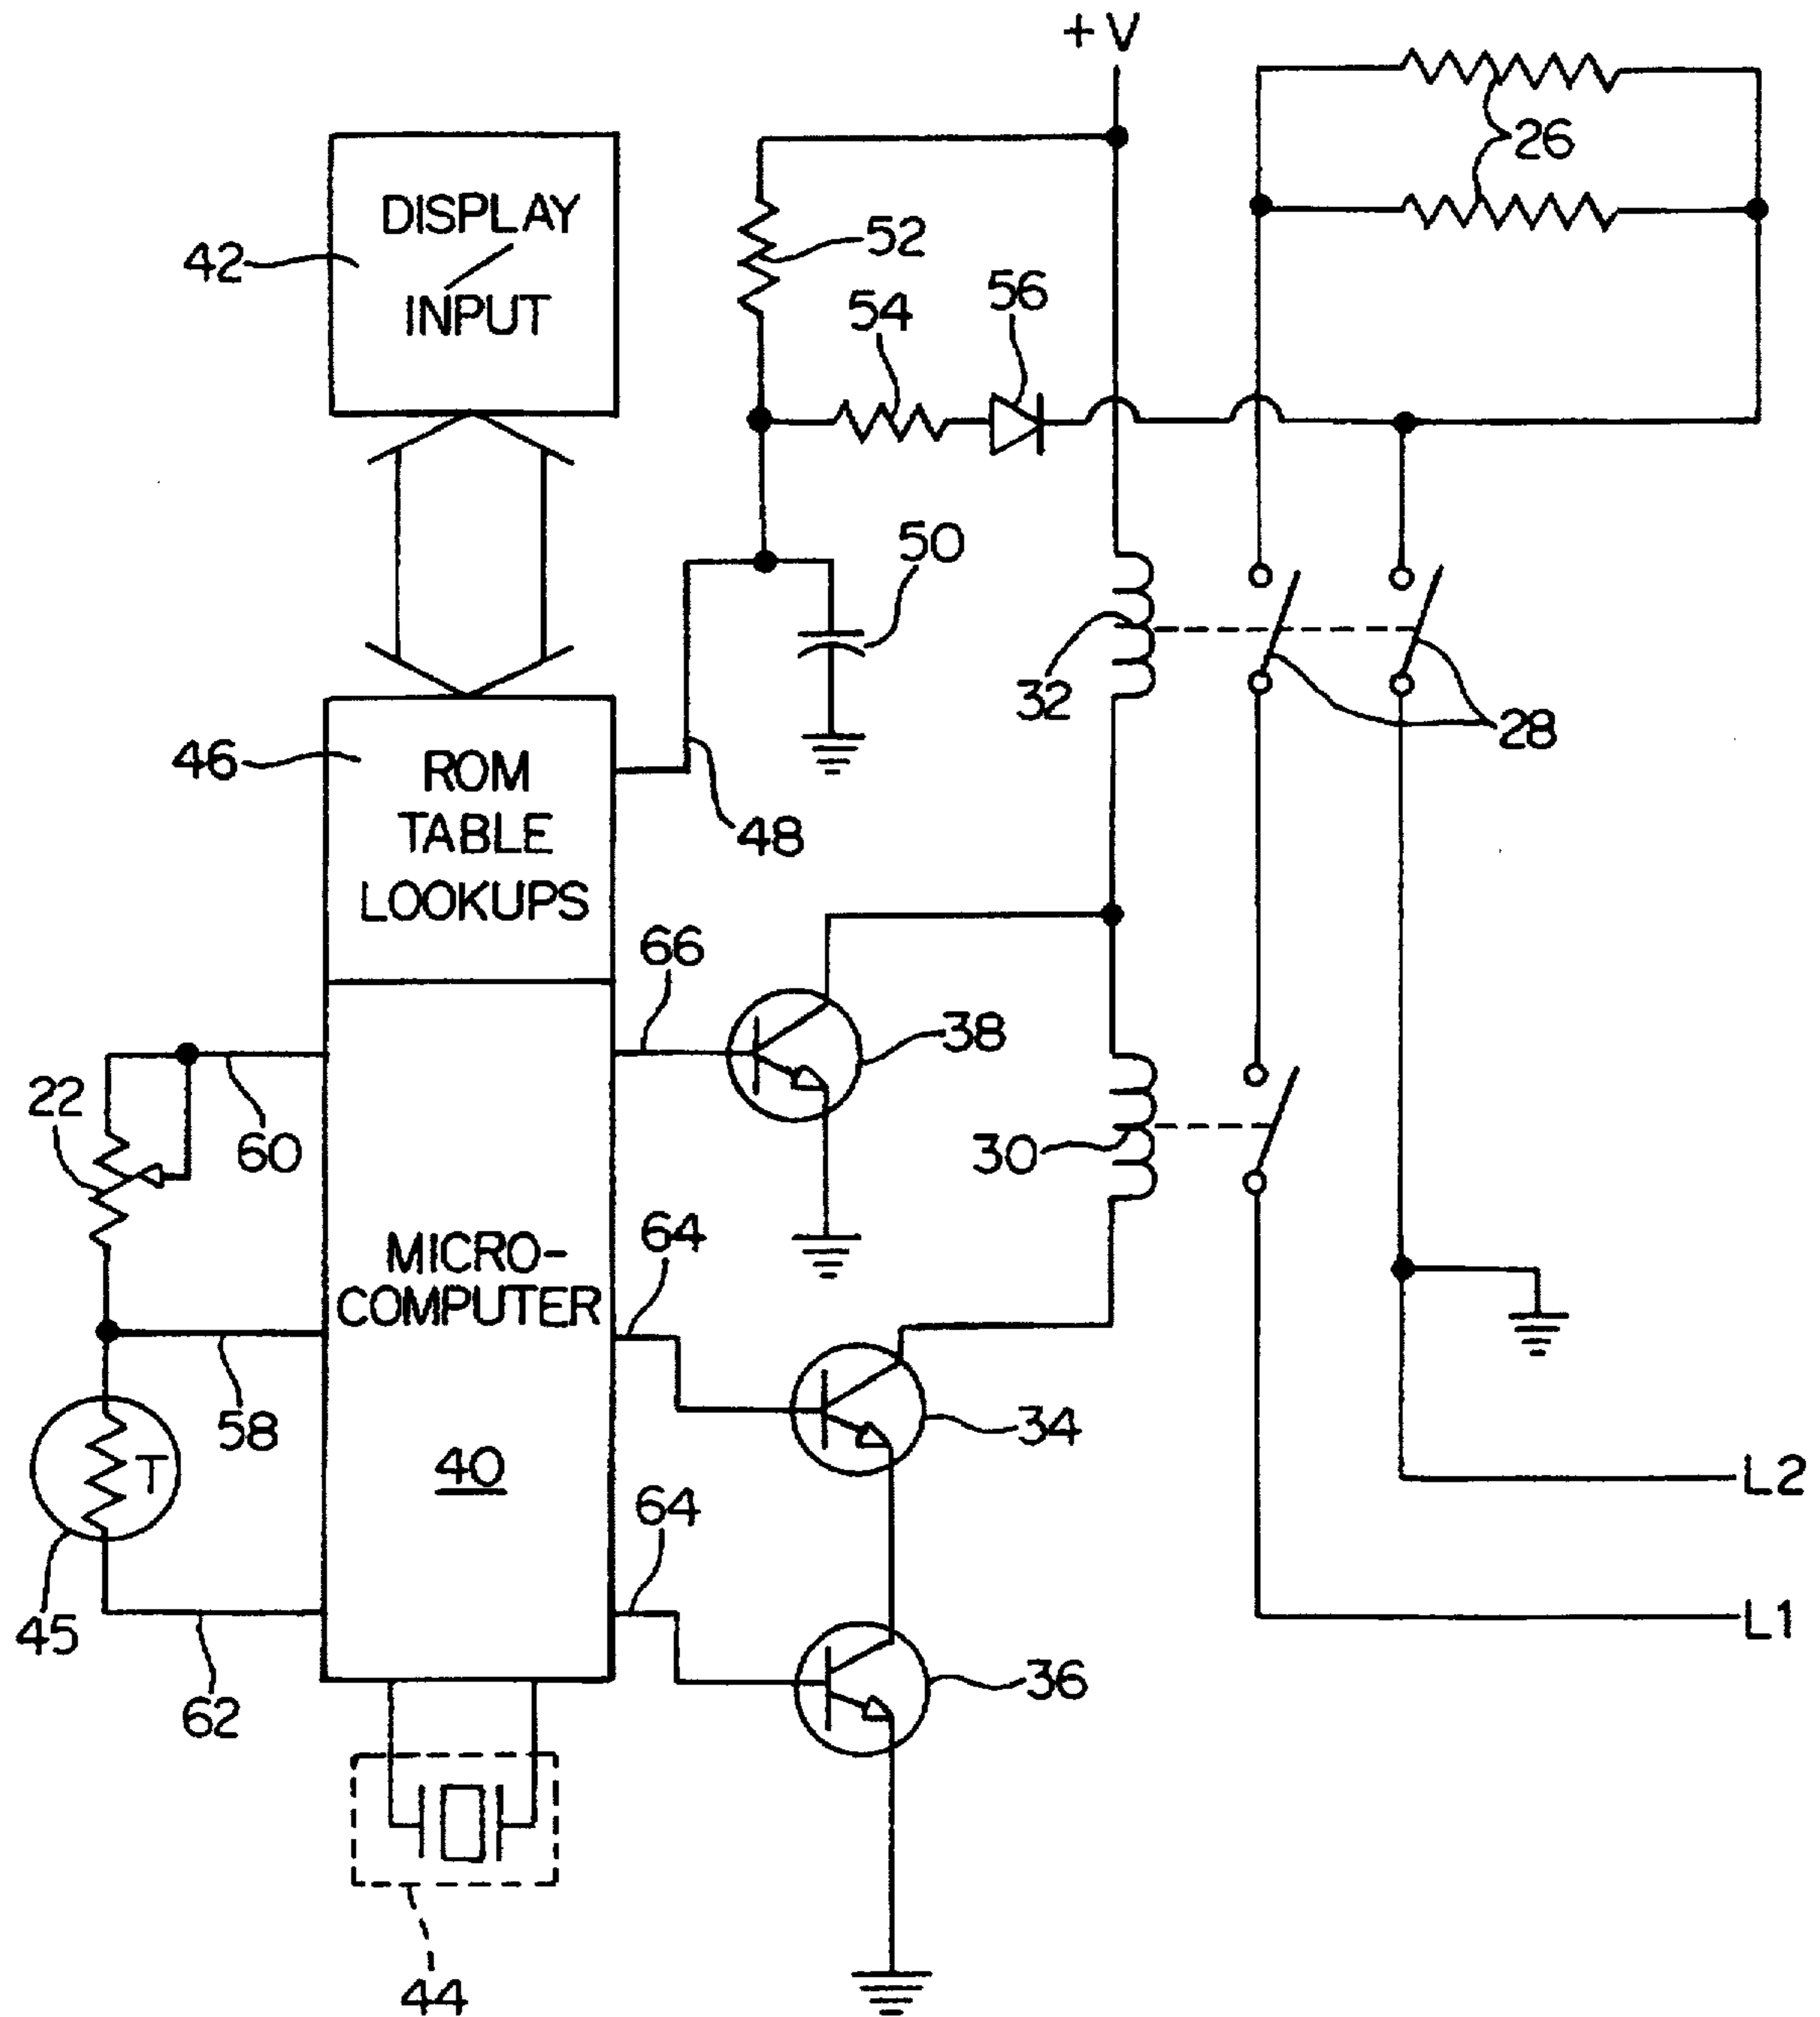 +V
26
DISPLAY
/
INPUT
42
52
54
56
50
32
28
46
ROM
TABLE
LOOKUPS
48
66
38
22
60
30
MICRO-
COMPUTER
64
34
58
40
T
L2
64
45
L1
36
62
44